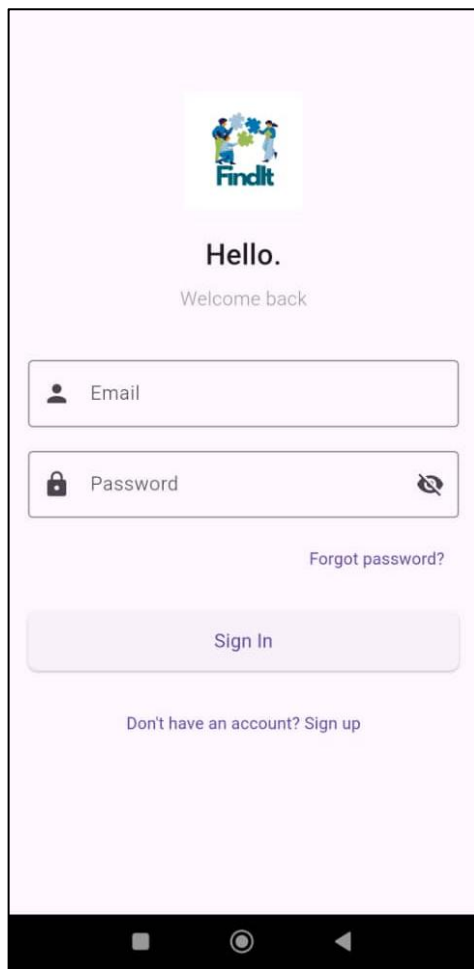 FindIt
Hello.
Welcome back
Email
Password
Forgot password?
Sign In
Don't have an account? Sign up